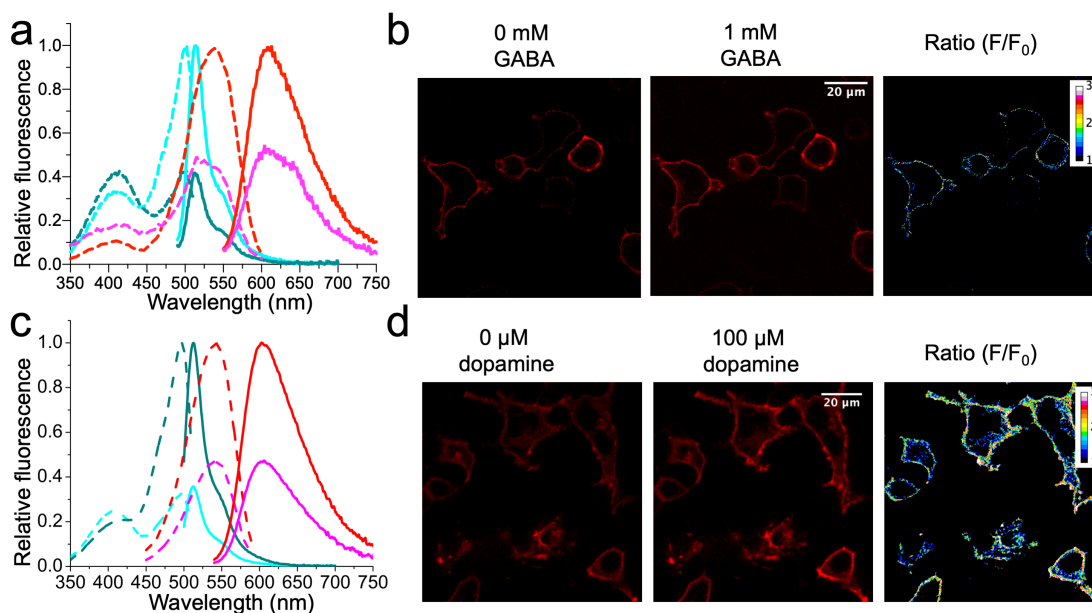 a
1.0
0.8
0.6
0.4
0.2
0.0
Relative fluorescence
350 400 450 500 550 600 650 700 750
Wavelength (nm)
b
0 mM
GABA
1 mM
GABA
Ratio (F/F0)
20 µm
3
2
1
c
1.0
0.8
0.6
0.4
0.2
0.0
Relative fluorescence
350 400 450 500 550 600 650 700 750
Wavelength (nm)
d
0 µM
dopamine
100 µM
dopamine
Ratio (F/F0)
20 µm